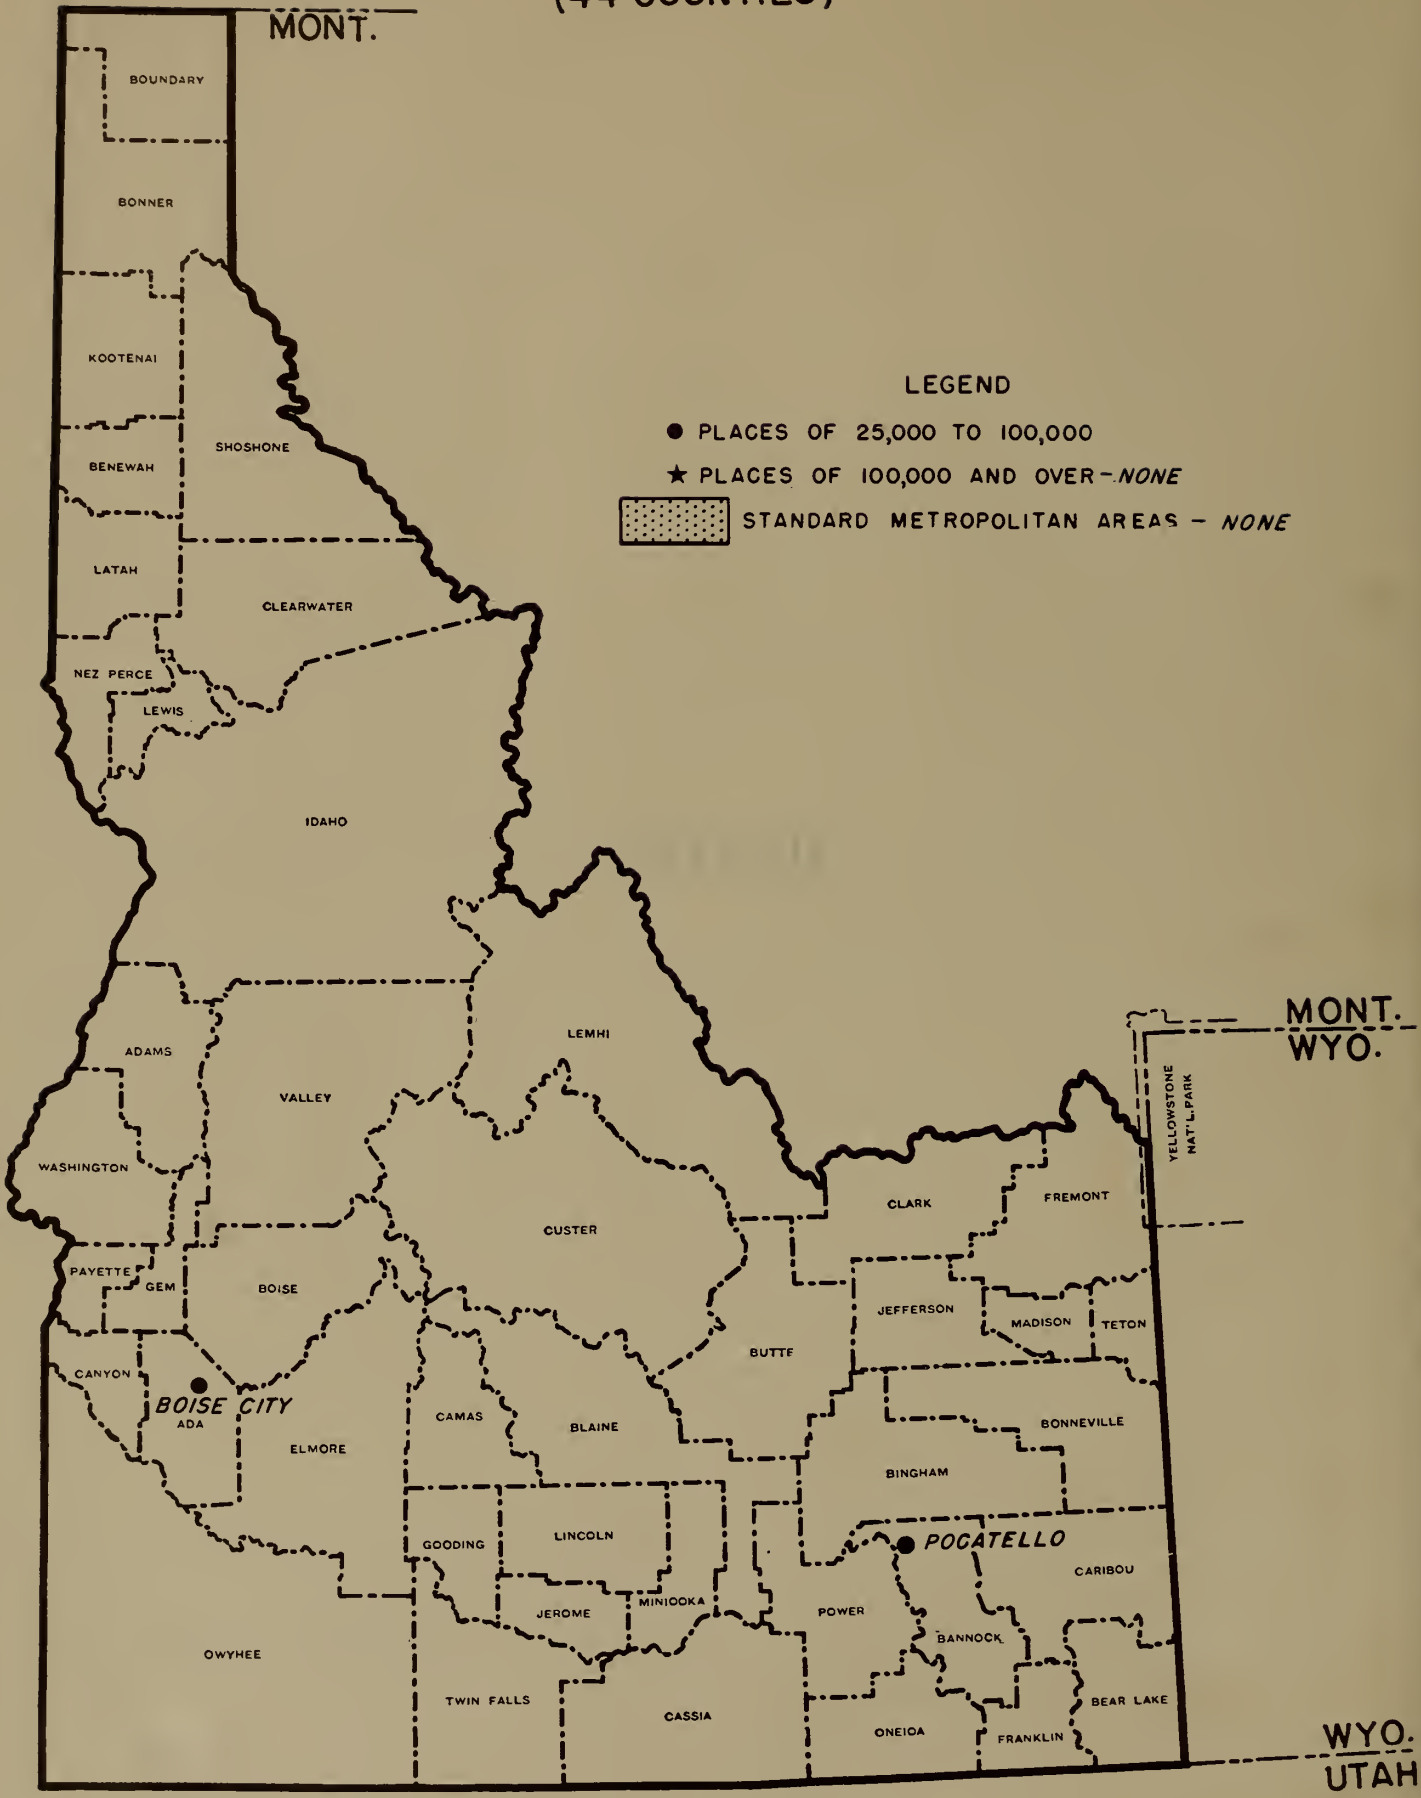 (44 COUNTIES)
MONT.
BOUNDARY
BONNER
KOOTENAI
SHOSHONE
BENEWAH
LATAH
CLEARWATER
NEZ PERCE
LEWIS
IDAHO
LEGEND
PLACES OF 25,000 TO 100,000
PLACES OF 100,000 AND OVER - NONE
STANDARD METROPOLITAN AREAS - NONE
MONT.
WYO.
YELLOWSTONE
NAT'L. PARK
LEMHI
ADAMS
VALLEY
WASHINGTON
CLARK
FREMONT
CUSTER
PAYETTE
GEM
BOISE
JEFFERSON
MADISON
TETON
BUTTE
CANYON
BOISE CITY
ADA
CAMAS
BLAINE
ELMORE
BONNEVILLE
BINGHAM
GOODING
LINCOLN
POCATELLO
CARIBOU
JEROME
MINIDOKA
POWER
BANNOCK
OWYHEE
TWIN FALLS
CASSIA
ONEIDA
FRANKLIN
BEAR LAKE
WYO.
UTAH